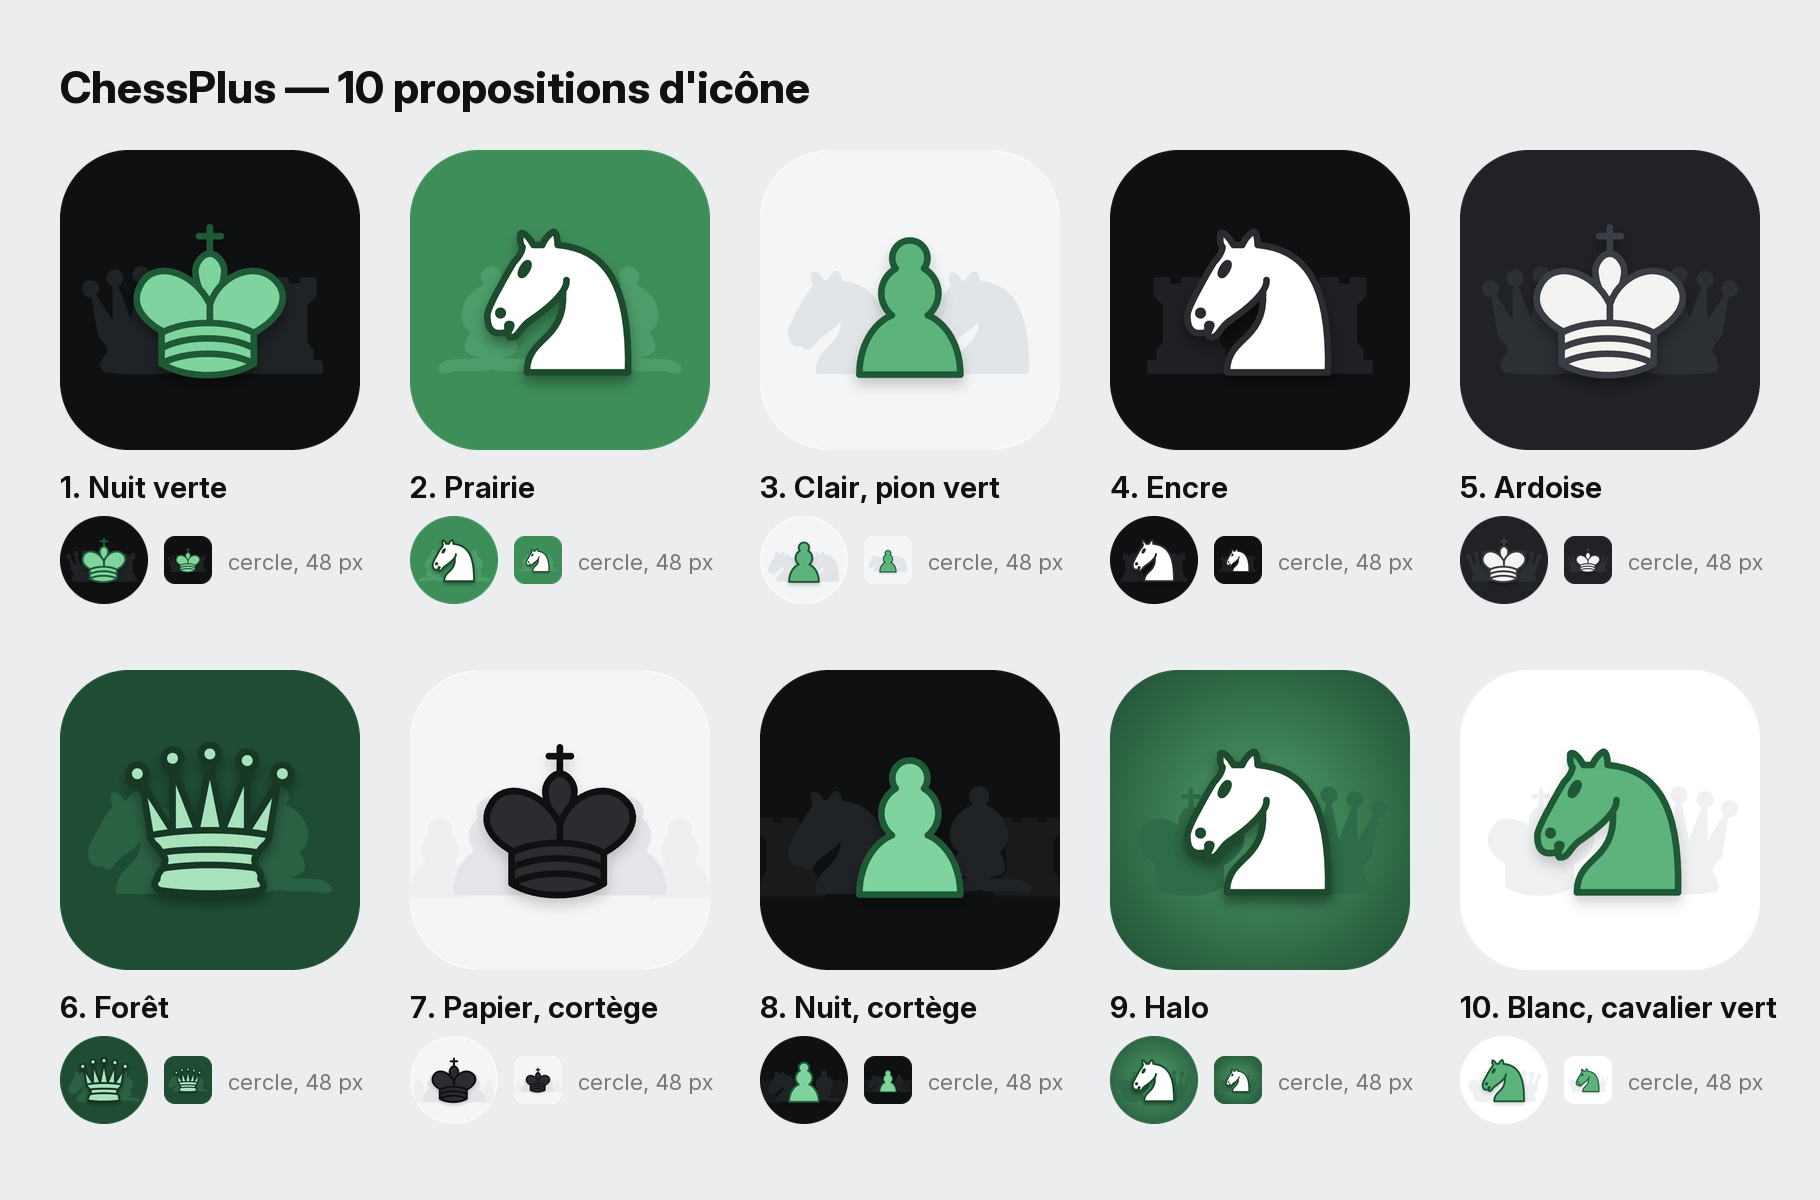 ChessPlus — 10 propositions d'icône
1. Nuit verte
2. Prairie
3. Clair, pion vert
4. Encre
5. Ardoise
cercle, 48 px
cercle, 48 px
cercle, 48 px
cercle, 48 px
cercle, 48 px
6. Forêt
7. Papier, cortège
8. Nuit, cortège
9. Halo
10. Blanc, cavalier vert
cercle, 48 px
cercle, 48 px
cercle, 48 px
cercle, 48 px
cercle, 48 px